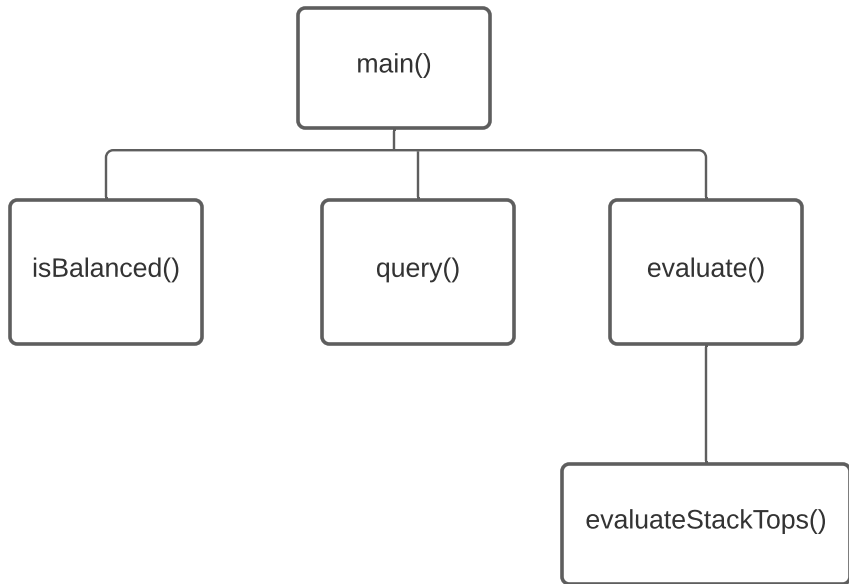 main()
isBalanced()
query()
evaluate()
evaluateStackTops()